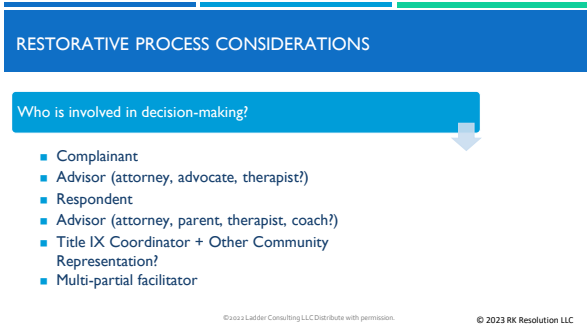 RESTORATIVE PROCESS CONSIDERATIONS
Who is involved in decision-making?
Complainant
Advisor (attorney, advocate, therapist?)
Respondent
Advisor (attorney, parent, therapist, coach?)
Title IX Coordinator + Other Community
Representation?
Multi-partial facilitator
©2022 Ladder Consulting LLC Distribute with permission.
© 2023 RK Resolution LLC